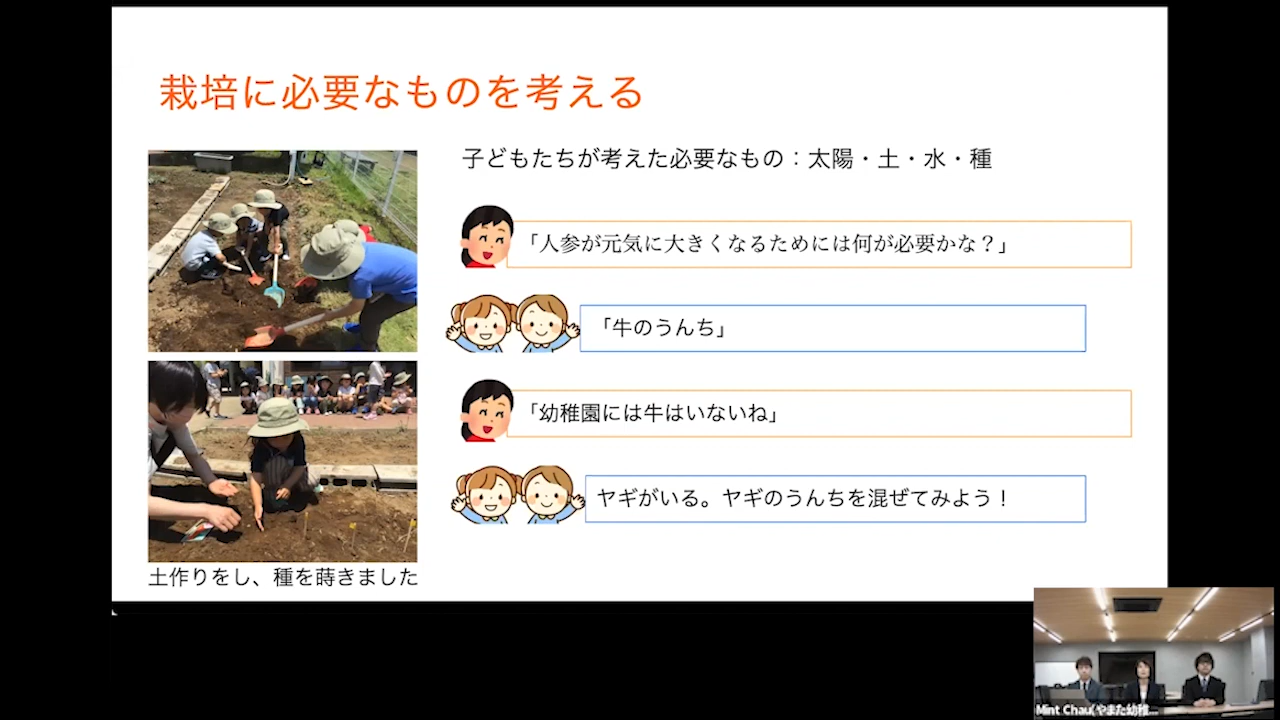 栽培に必要なものを考える
子どもたちが考えた必要なもの：太陽・土・水・種
「人参が元気に大きくなるためには何が必要かな？」
「牛のうんち」
「幼稚園には牛はいないね」
ヤギがいる。ヤギのうんちを混ぜてみよう！
土作りをし、種を蒔きました
Mint Chau(やまた幼稚...